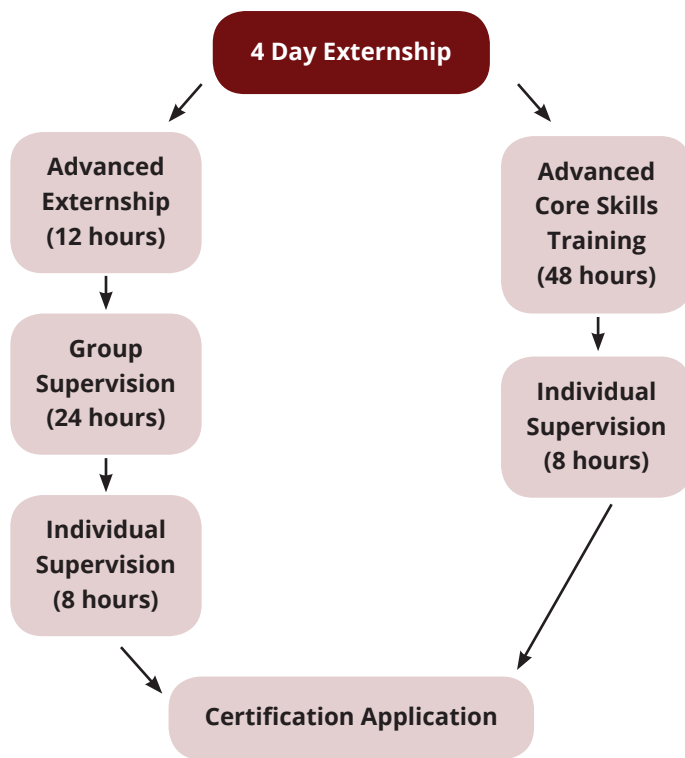 4 Day Externship
Advanced
Externship
(12 hours)
Group
Supervision
(24 hours)
Individual
Supervision
(8 hours)
Advanced
Core Skills
Training
(48 hours)
Individual
Supervision
(8 hours)
Certification Application